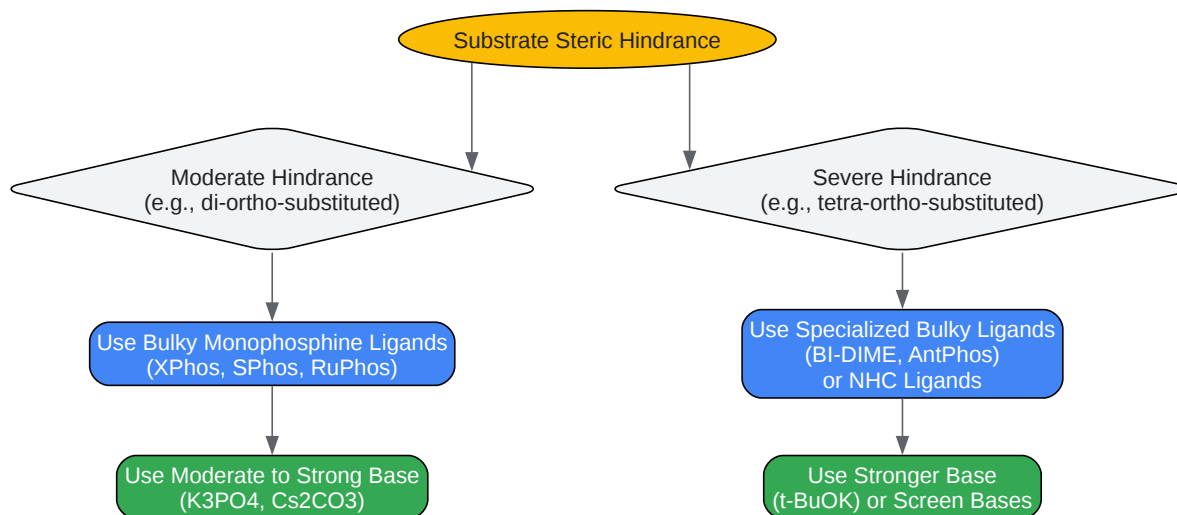 Substrate Steric Hindrance
Moderate Hindrance
(e.g., di-ortho-substituted)
Severe Hindrance
(e.g., tetra-ortho-substituted)
Use Bulky Monophosphine Ligands
(XPhos, SPhos, RuPhos)
Use Specialized Bulky Ligands
(BI-DIME, AntPhos)
or NHC Ligands
Use Moderate to Strong Base
(K3PO4, Cs2CO3)
Use Stronger Base
(t-BuOK) or Screen Bases